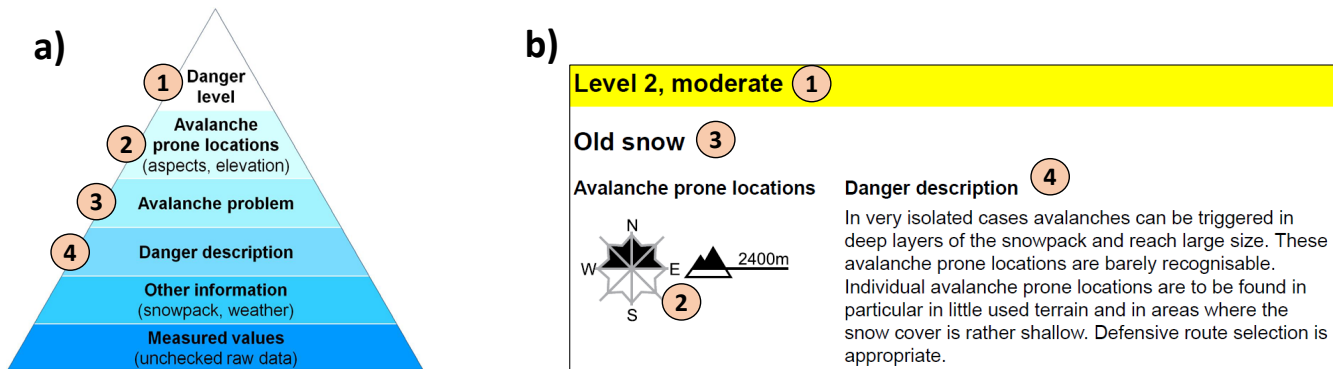 a)
1
Danger
level
2
Avalanche
prone locations
(aspects, elevation)
3
Avalanche problem
4
Danger description
Other information
(snowpack, weather)
Measured values
(unchecked raw data)
b)
Level 2, moderate 1
Old snow 3
Avalanche prone locations
N
W E
S
2400m
2
Danger description 4
In very isolated cases avalanches can be triggered in
deep layers of the snowpack and reach large size. These
avalanche prone locations are barely recognisable.
Individual avalanche prone locations are to be found in
particular in little used terrain and in areas where the
snow cover is rather shallow. Defensive route selection is
appropriate.